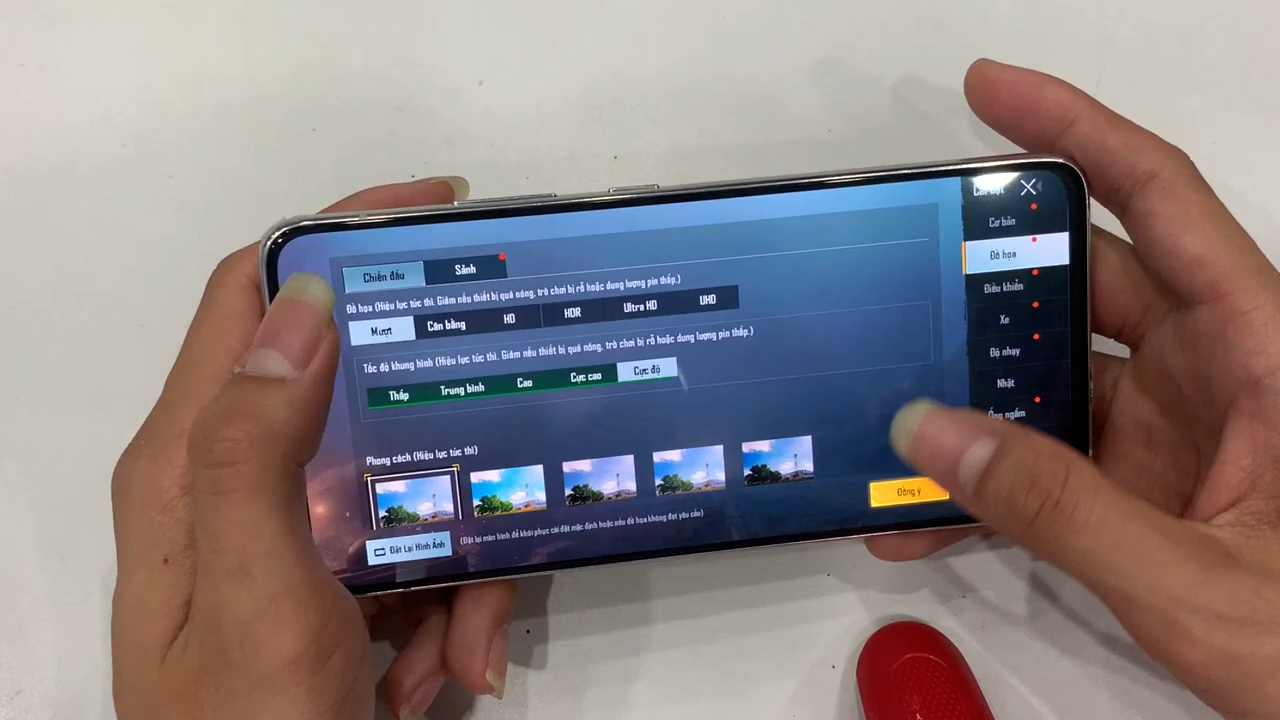 Cài đặt
Cơ bản
Đồ họa
Điều khiển
Xe
Độ nhạy
Nhặt
Ống ngắm
Chiến đấu
Sảnh
Đồ họa (Hiệu lực tức thì. Giảm nếu thiết bị quá nóng, trò chơi bị rỗ hoặc dung lượng pin thấp.)
Mượt Cân bằng HD HDR Ultra HD UHD
Tốc độ khung hình (Hiệu lực tức thì. Giảm nếu thiết bị quá nóng, trò chơi bị rỗ hoặc dung lượng pin thấp.)
Thấp Trung bình Cao Cực cao Cực độ
Phong cách (Hiệu lực tức thì)
Đặt Lại Hình Ảnh
(Đặt lại màn hình để khôi phục cài đặt mặc định hoặc nếu đồ họa không đạt yêu cầu)
Đồng ý